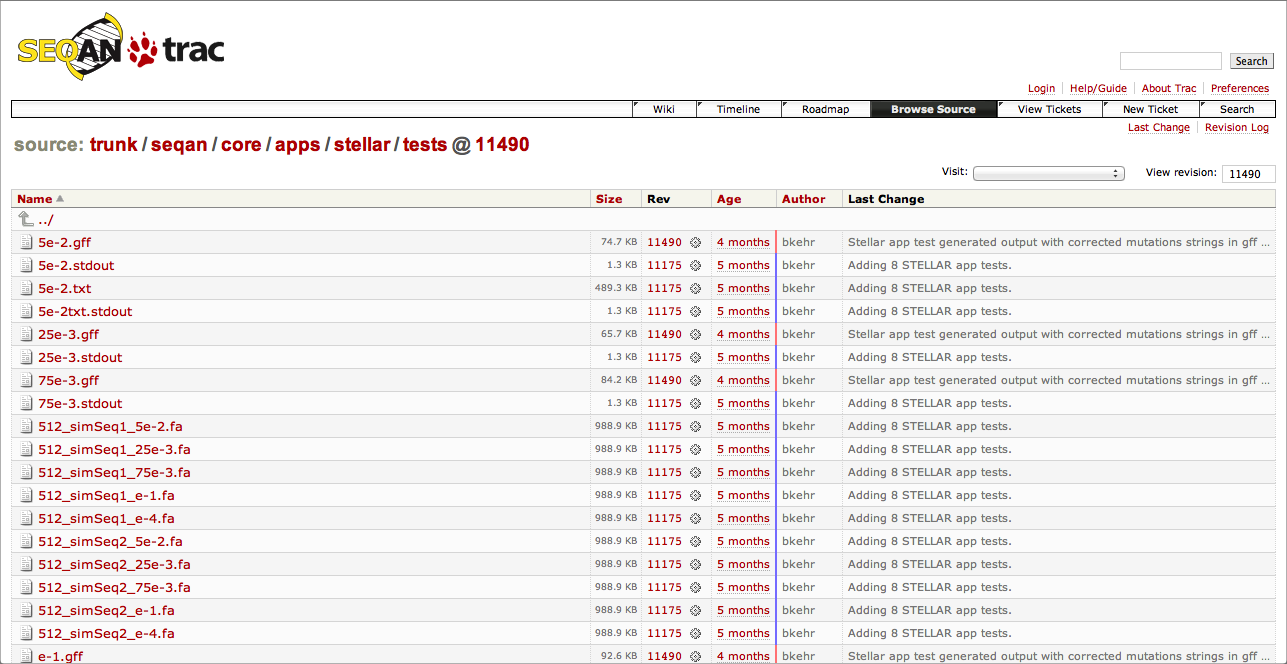 SEQAN trac
Search
Login Help/Guide About Trac Preferences
Wiki Timeline Roadmap Browse Source View Tickets New Ticket Search
Last Change Revision Log
source: trunk / seqan / core / apps / stellar / tests @ 11490
Visit: View revision: 11490
Name Size Rev Age Author Last Change
../
5e-2.gff 74.7 KB 11490 4 months bkehr Stellar app test generated output with corrected mutations strings in gff ...
5e-2.stdout 1.3 KB 11175 5 months bkehr Adding 8 STELLAR app tests.
5e-2.txt 489.3 KB 11175 5 months bkehr Adding 8 STELLAR app tests.
5e-2txt.stdout 1.3 KB 11175 5 months bkehr Adding 8 STELLAR app tests.
25e-3.gff 65.7 KB 11490 4 months bkehr Stellar app test generated output with corrected mutations strings in gff ...
25e-3.stdout 1.3 KB 11175 5 months bkehr Adding 8 STELLAR app tests.
75e-3.gff 84.2 KB 11490 4 months bkehr Stellar app test generated output with corrected mutations strings in gff ...
75e-3.stdout 1.3 KB 11175 5 months bkehr Adding 8 STELLAR app tests.
512_simSeq1_5e-2.fa 988.9 KB 11175 5 months bkehr Adding 8 STELLAR app tests.
512_simSeq1_25e-3.fa 988.9 KB 11175 5 months bkehr Adding 8 STELLAR app tests.
512_simSeq1_75e-3.fa 988.9 KB 11175 5 months bkehr Adding 8 STELLAR app tests.
512_simSeq1_e-1.fa 988.9 KB 11175 5 months bkehr Adding 8 STELLAR app tests.
512_simSeq1_e-4.fa 988.9 KB 11175 5 months bkehr Adding 8 STELLAR app tests.
512_simSeq2_5e-2.fa 988.9 KB 11175 5 months bkehr Adding 8 STELLAR app tests.
512_simSeq2_25e-3.fa 988.9 KB 11175 5 months bkehr Adding 8 STELLAR app tests.
512_simSeq2_75e-3.fa 988.9 KB 11175 5 months bkehr Adding 8 STELLAR app tests.
512_simSeq2_e-1.fa 988.9 KB 11175 5 months bkehr Adding 8 STELLAR app tests.
512_simSeq2_e-4.fa 988.9 KB 11175 5 months bkehr Adding 8 STELLAR app tests.
e-1.gff 92.6 KB 11490 4 months bkehr Stellar app test generated output with corrected mutations strings in gff ...